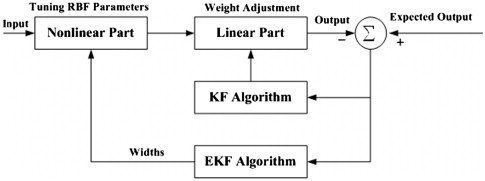 Tuning RBF Parameters
Weight Adjustment
Input
Nonlinear Part
Linear Part
Output
−
Σ
+
Expected Output
KF Algorithm
Widths
EKF Algorithm